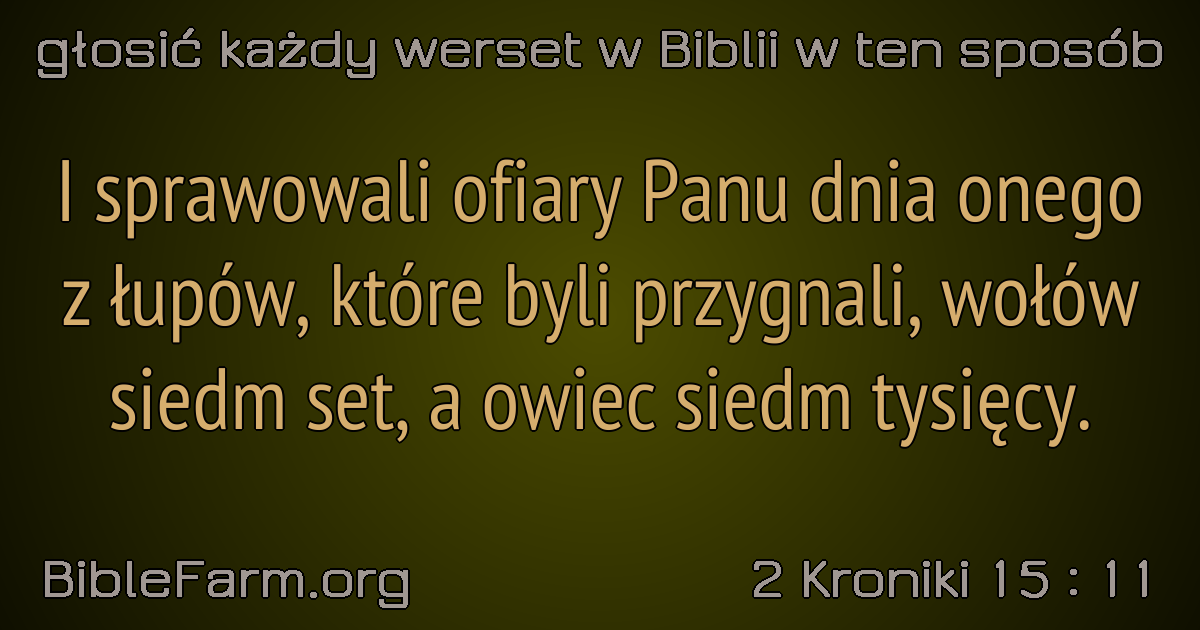 głosić każdy werset w Biblii w ten sposób
I sprawowali ofiary Panu dnia onego
z łupów, które byli przygnali, wołów
siedm set, a owiec siedm tysięcy.
BibleFarm.org
2 Kroniki 15 : 11